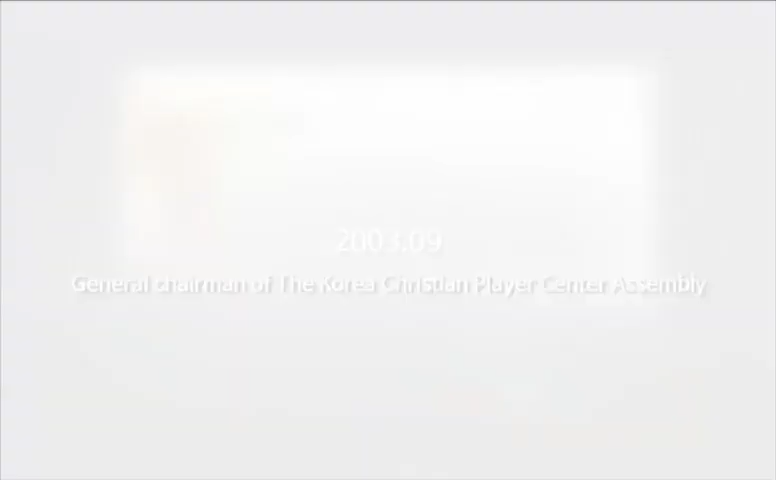 2003.09
General chairman of The Korea Christian Player Center Assembly